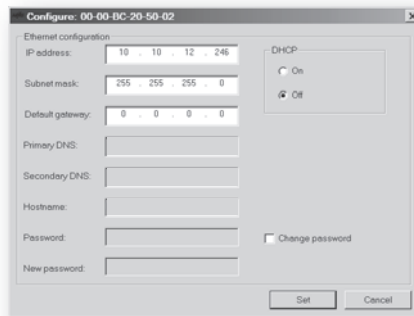 Configure: 00-00-BC-20-50-02
Ethernet configuration
IP address: 10 . 10 . 12 . 246
DHCP
On
Subnet mask: 255 . 255 . 255 . 0
Off
Default gateway: 0 . 0 . 0 . 0
Primary DNS:
Secondary DNS:
Hostname:
Password:
Change password
New password:
Set
Cancel